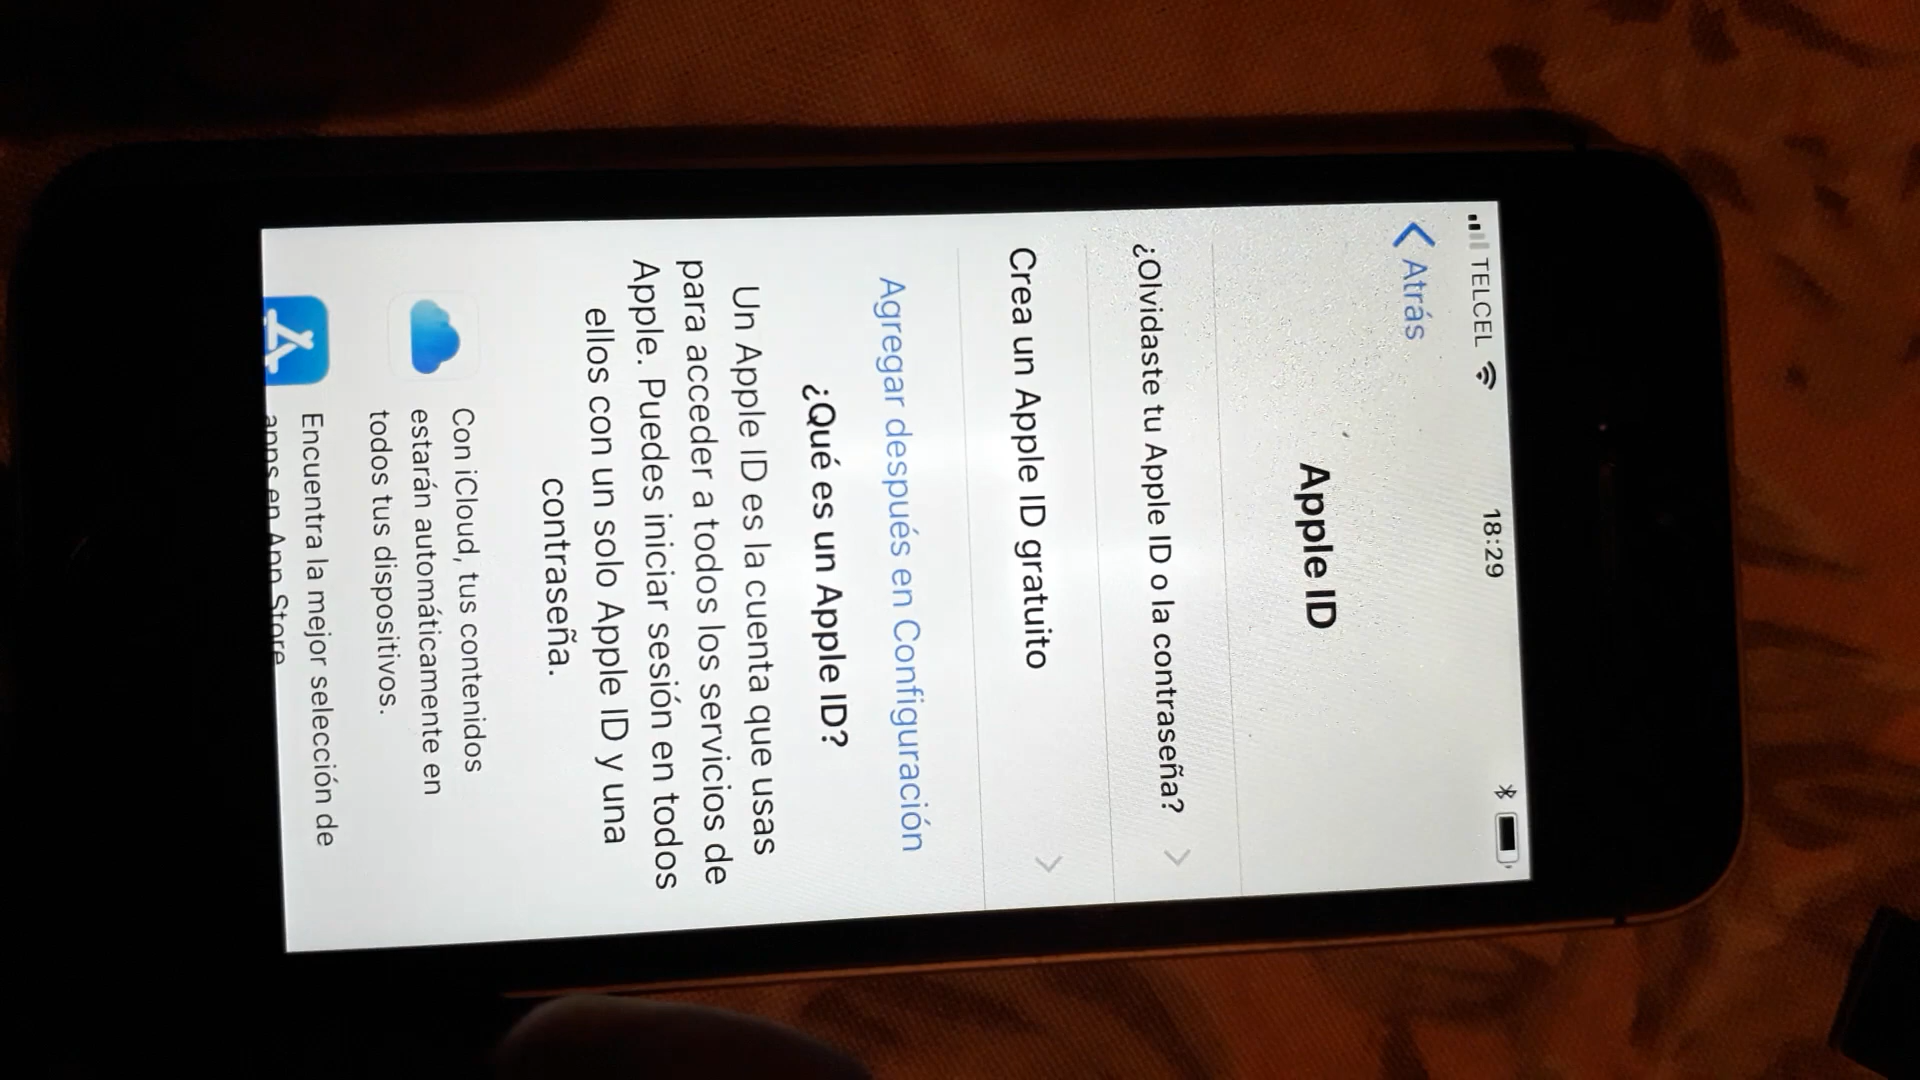 TELCEL 18:29
Atrás
Apple ID
¿Olvidaste tu Apple ID o la contraseña?
Crea un Apple ID gratuito
Agregar después en Configuración
¿Qué es un Apple ID?
Un Apple ID es la cuenta que usas
para acceder a todos los servicios de
Apple. Puedes iniciar sesión en todos
ellos con un solo Apple ID y una
contraseña.
Con iCloud, tus contenidos
estarán automáticamente en
todos tus dispositivos.
Encuentra la mejor selección de
apps en App Store